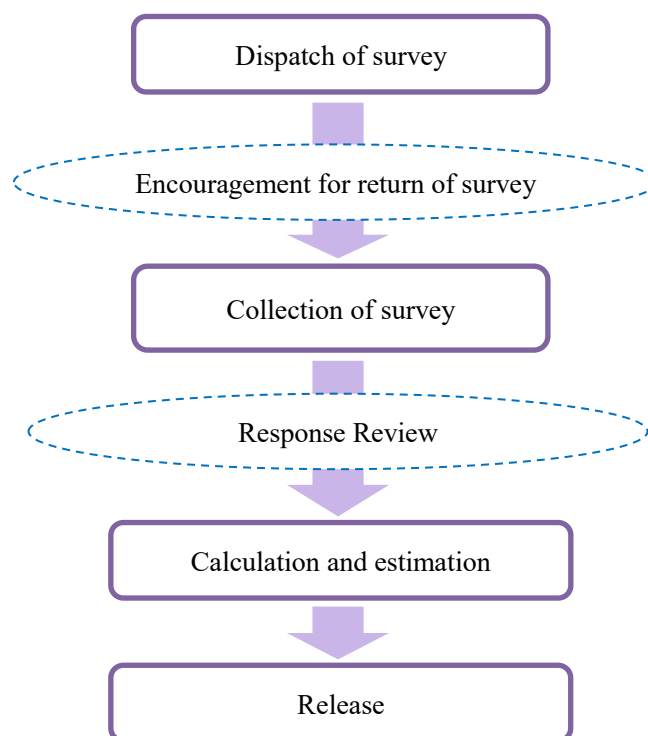 Dispatch of survey
Encouragement for return of survey
Collection of survey
Response Review
Calculation and estimation
Release